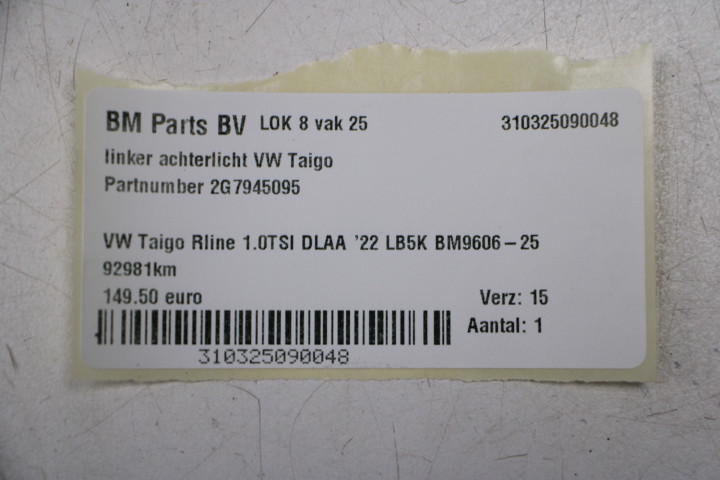 BM Parts BV LOK 8 vak 25 310325090048
linker achterlicht VW Taigo
Partnumber 2G7945095
VW Taigo Rline 1.0TSI DLAA '22 LB5K BM9606-25
92981km
149.50 euro Verz: 15
Aantal: 1
310325090048